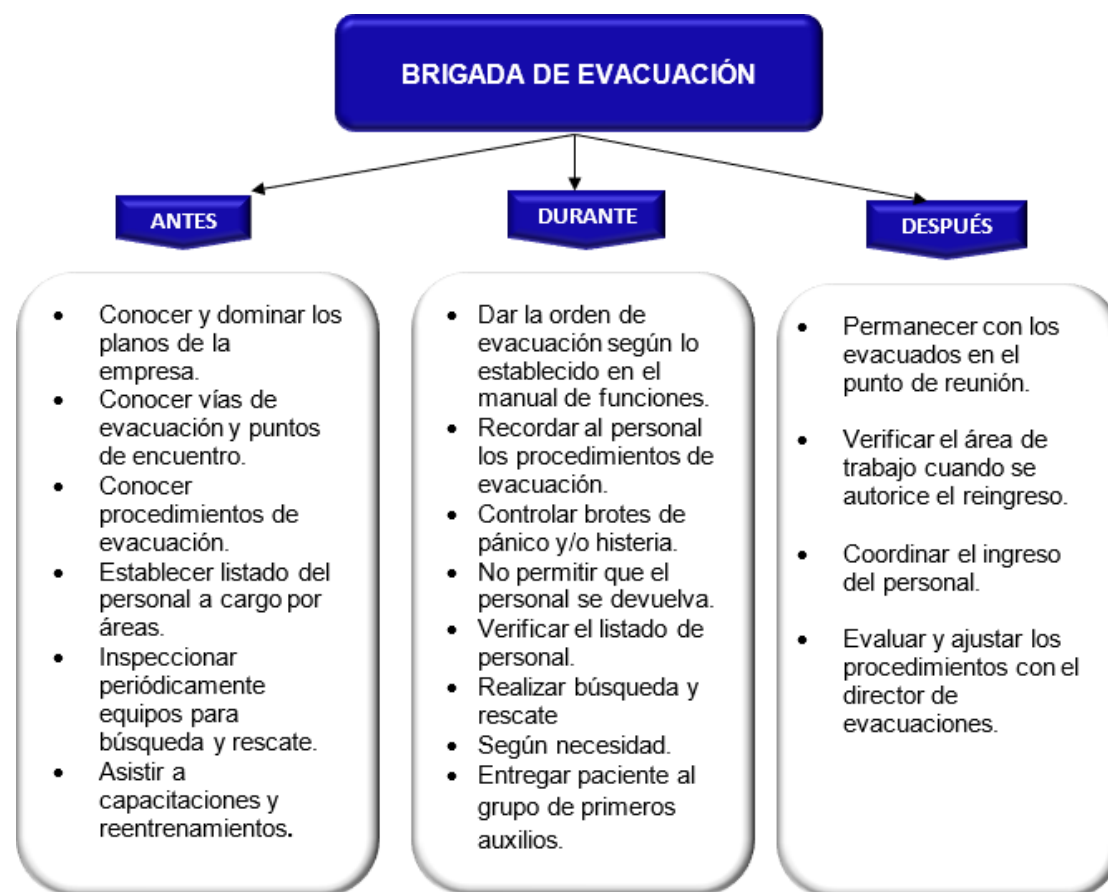 BRIGADA DE EVACUACIÓN
ANTES
• Conocer y dominar los
planos de la
empresa.
• Conocer vías de
evacuación y puntos
de encuentro.
• Conocer
procedimientos de
evacuación.
• Establecer listado del
personal a cargo por
áreas.
• Inspeccionar
periódicamente
equipos para
búsqueda y rescate.
• Asistir a
capacitaciones y
reentrenamientos.
DURANTE
• Dar la orden de
evacuación según lo
establecido en el
manual de funciones.
• Recordar al personal
los procedimientos de
evacuación.
• Controlar brotes de
pánico y/o histeria.
• No permitir que el
personal se devuelva.
• Verificar el listado de
personal.
• Realizar búsqueda y
rescate
• Según necesidad.
• Entregar paciente al
grupo de primeros
auxilios.
DESPUÉS
• Permanecer con los
evacuados en el
punto de reunión.
• Verificar el área de
trabajo cuando se
autorice el reingreso.
• Coordinar el ingreso
del personal.
• Evaluar y ajustar los
procedimientos con el
director de
evacuaciones.